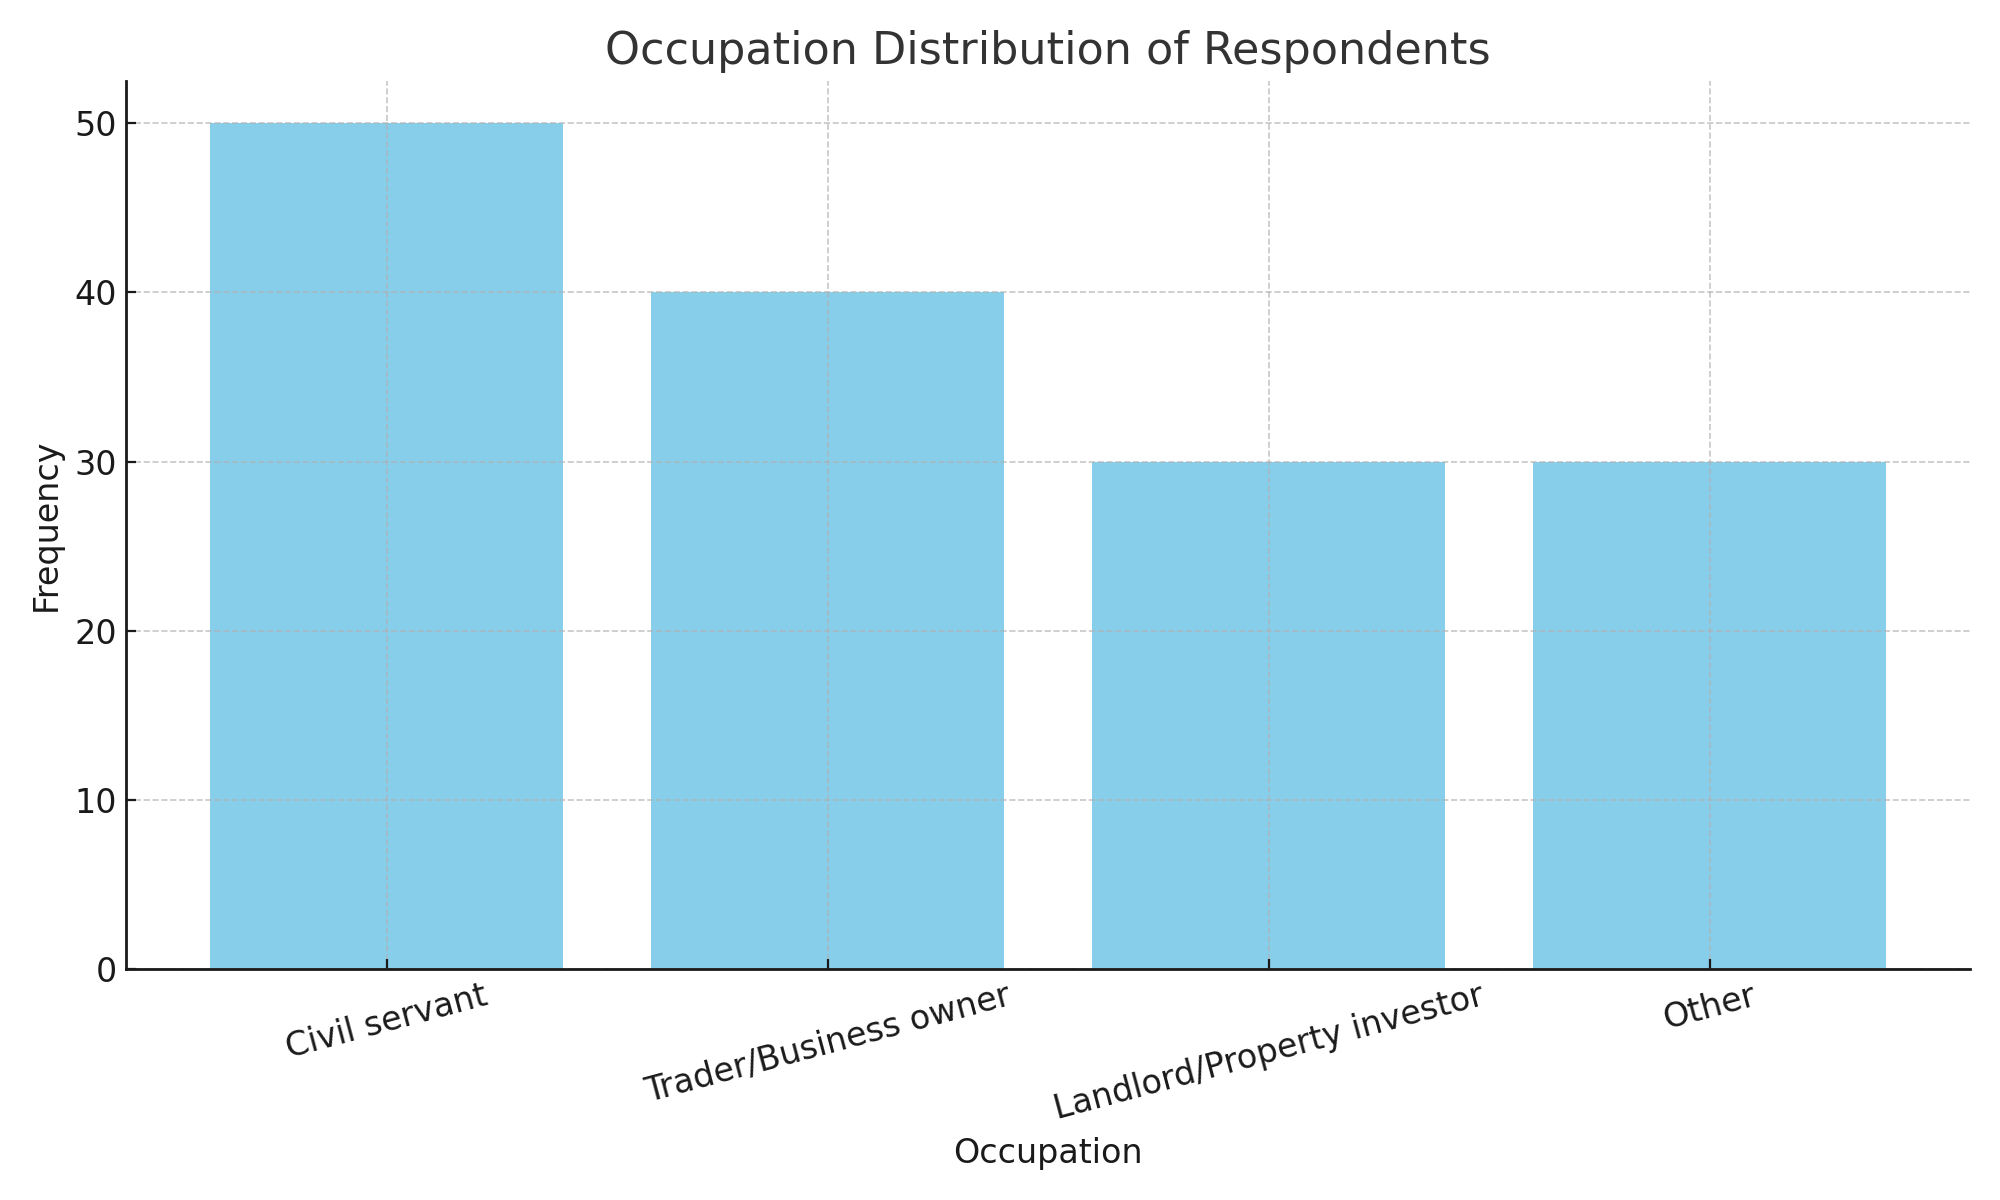 Occupation Distribution of Respondents
50
40
30
20
10
0
Frequency
Civil servant
Trader/Business owner
Landlord/Property investor
Other
Occupation